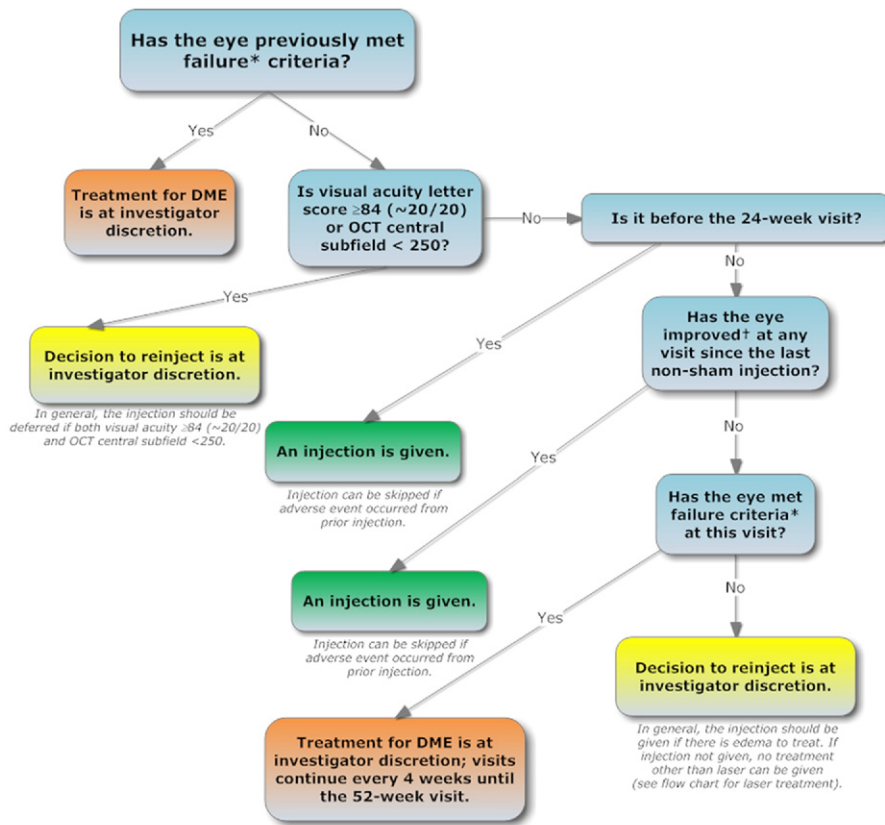 Has the eye previously met
failure* criteria?
Yes
No
Treatment for DME
is at investigator
discretion.
Is visual acuity letter
score ≥84 (~20/20)
or OCT central
subfield < 250?
No
Is it before the 24-week visit?
Yes
Decision to reinject is at
investigator discretion.
In general, the injection should be
deferred if both visual acuity ≥84 (~20/20)
and OCT central subfield <250.
Yes
An injection is given.
Injection can be skipped if
adverse event occurred from
prior injection.
No
Has the eye
improved† at any
visit since the last
non-sham injection?
Yes
An injection is given.
Injection can be skipped if
adverse event occurred from
prior injection.
No
Has the eye met
failure criteria*
at this visit?
Yes
Treatment for DME is at
investigator discretion; visits
continue every 4 weeks until
the 52-week visit.
No
Decision to reinject is at
investigator discretion.
In general, the injection should be
given if there is edema to treat. If
injection not given, no treatment
other than laser can be given
(see flow chart for laser treatment).